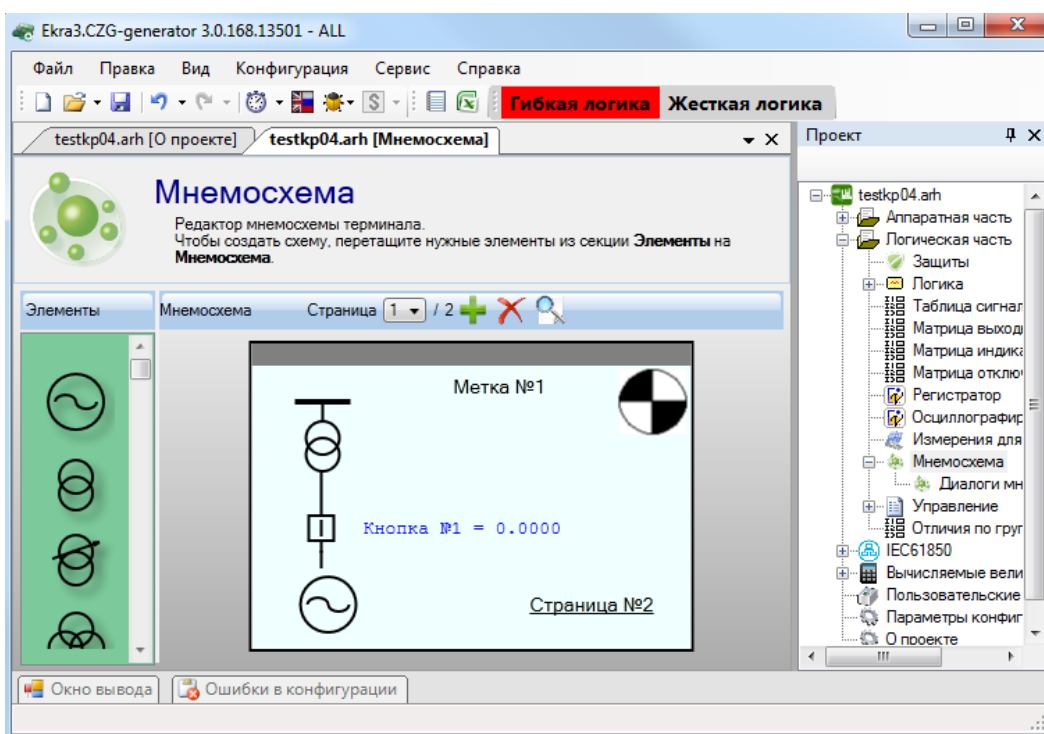 Ekra3.CZG-generator 3.0.168.13501 - ALL
Файл Правка Вид Конфигурация Сервис Справка
S Гибкая логика Жесткая логика
testkp04.arh [О проекте] testkp04.arh [Мнемосхема]
Мнемосхема
Редактор мнемосхемы терминала.
Чтобы создать схему, перетащите нужные элементы из секции Элементы на
Мнемосхема.
Элементы
Мнемосхема Страница 1 / 2
Метка №1
Кнопка №1 = 0.0000
Страница №2
Проект
testkp04.arh
Аппаратная часть
Логическая часть
Защиты
Логика
Таблица сигнал
Матрица выход
Матрица индика
Матрица отклю
Регистратор
Осциллографир
Измерения для
Мнемосхема
Диалоги мн
Управление
Отличия по груп
IEC61850
Вычисляемые вели
Пользовательские
Параметры конфиг
О проекте
Окно вывода Ошибки в конфигурации